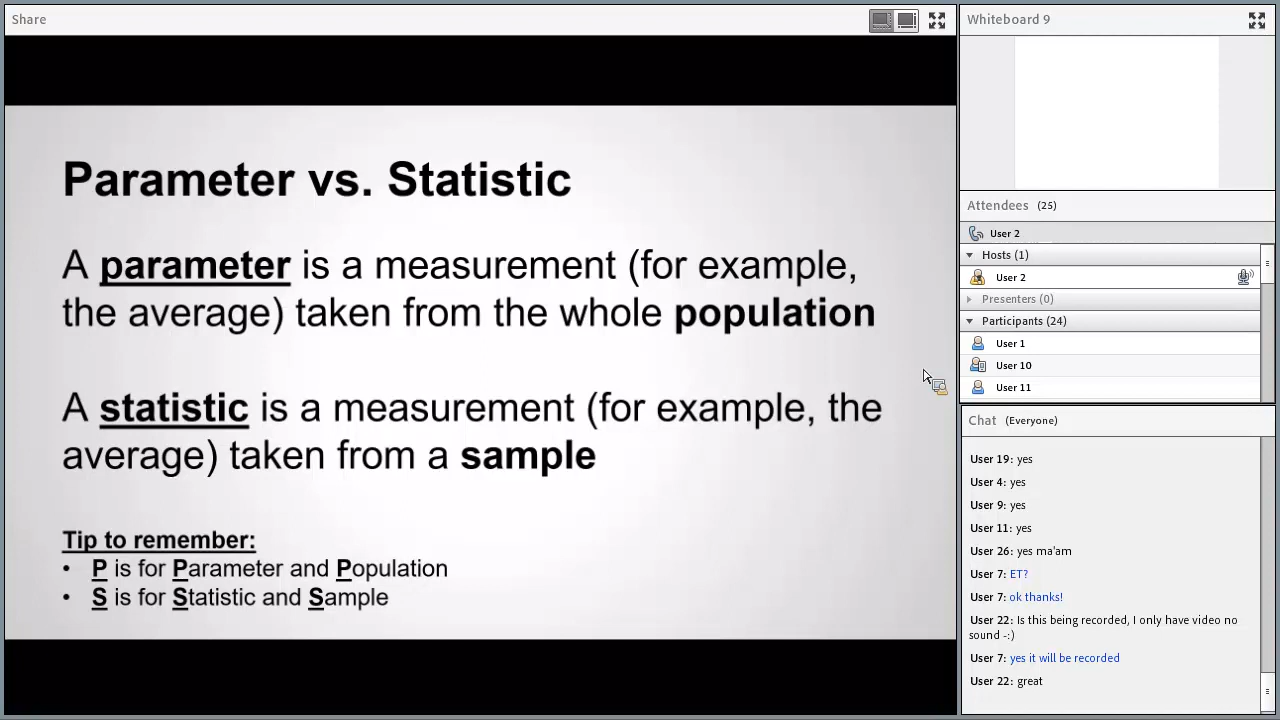 Share
Parameter vs. Statistic
A parameter is a measurement (for example,
the average) taken from the whole population
A statistic is a measurement (for example, the
average) taken from a sample
Tip to remember:
• P is for Parameter and Population
• S is for Statistic and Sample
Whiteboard 9
Attendees (25)
User 2
Hosts (1)
User 2
Presenters (0)
Participants (24)
User 1
User 10
User 11
Chat (Everyone)
User 19: yes
User 4: yes
User 9: yes
User 11: yes
User 26: yes ma'am
User 7: ET?
User 7: ok thanks!
User 22: Is this being recorded, I only have video no
sound -:)
User 7: yes it will be recorded
User 22: great